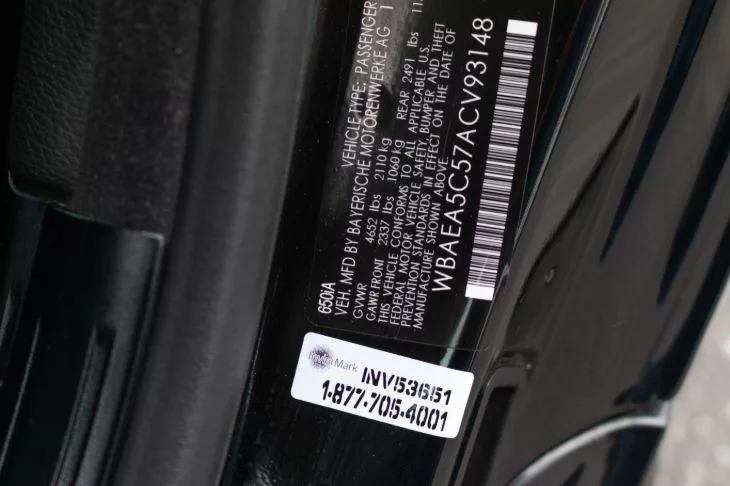 650iA
VEHICLE TYPE: PASSENGER
VEH. MFD BY BAYERISCHE MOTORENWERKE AG 1
GVWR 4652 lbs 2110 kg
GAWR FRONT 2337 lbs 1060 kg REAR 2491 lbs 11
THIS VEHICLE CONFORMS TO ALL APPLICABLE U.S.
FEDERAL MOTOR VEHICLE SAFETY, BUMPER AND THEFT
PREVENTION STANDARDS IN EFFECT ON THE DATE OF
MANUFACTURE SHOWN ABOVE.
WBAEA5C57ACV93148
Mark
INV53651
1-877-705-4001